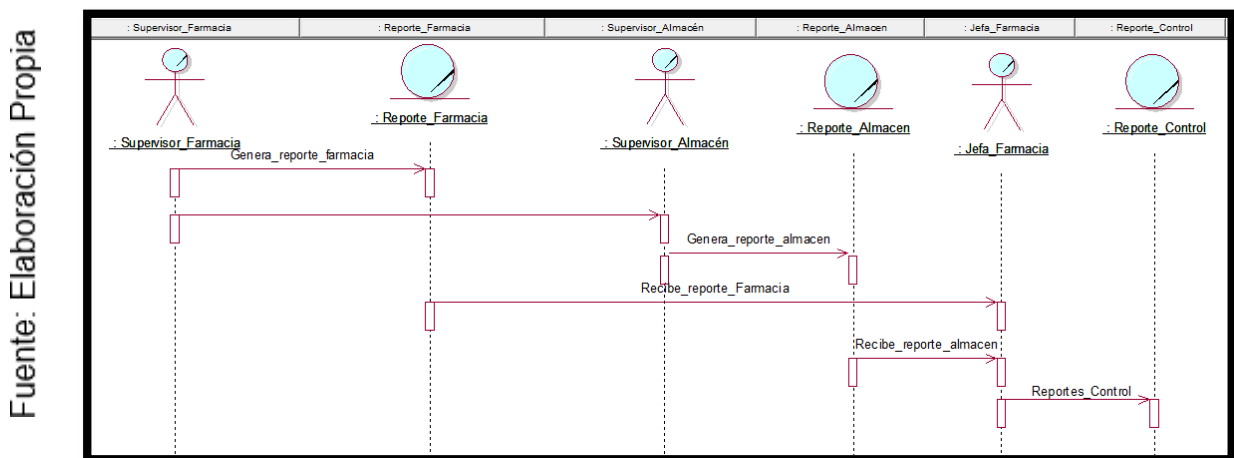 Fuente: Elaboración Propia
: Supervisor_Farmacia
: Reporte_Farmacia
: Supervisor_Almacén
: Reporte_Almacen
: Jefa_Farmacia
: Reporte_Control
: Supervisor_Farmacia
: Reporte_Farmacia
: Supervisor_Almacén
: Reporte_Almacen
: Jefa_Farmacia
: Reporte_Control
Genera_reporte_farmacia
Genera_reporte_almacen
Recibe_reporte_Farmacia
Recibe_reporte_almacen
Reportes_Control